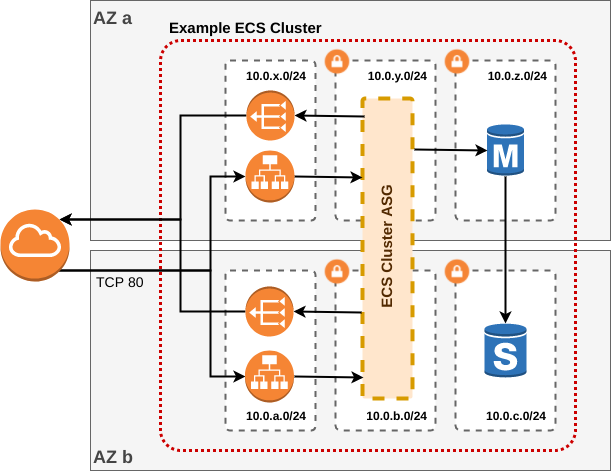 AZ a
Example ECS Cluster
10.0.x.0/24
10.0.y.0/24
10.0.z.0/24
M
ECS Cluster ASG
TCP 80
S
10.0.a.0/24
10.0.b.0/24
10.0.c.0/24
AZ b